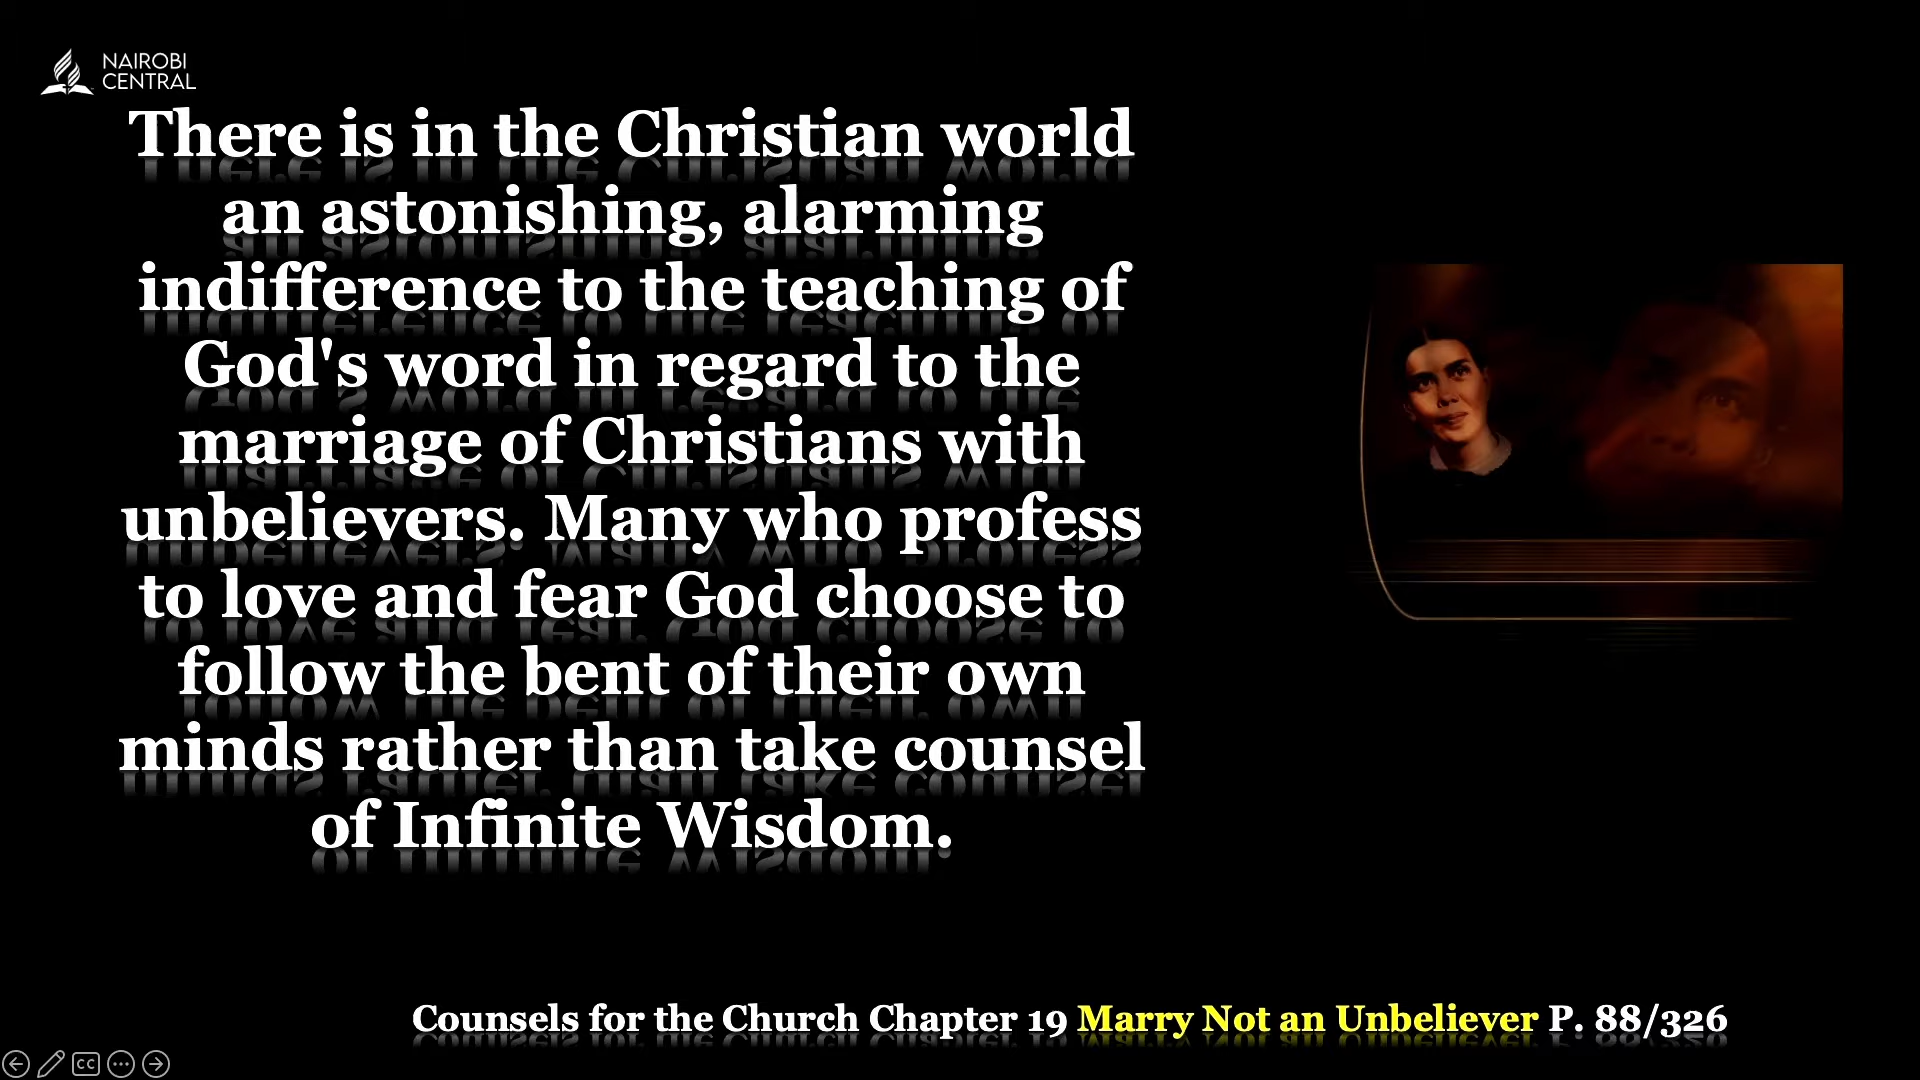 NAIROBI
CENTRAL
There is in the Christian world
an astonishing, alarming
indifference to the teaching of
God's word in regard to the
marriage of Christians with
unbelievers. Many who profess
to love and fear God choose to
follow the bent of their own
minds rather than take counsel
of Infinite Wisdom.
Counsels for the Church Chapter 19 Marry Not an Unbeliever P. 88/326
CC